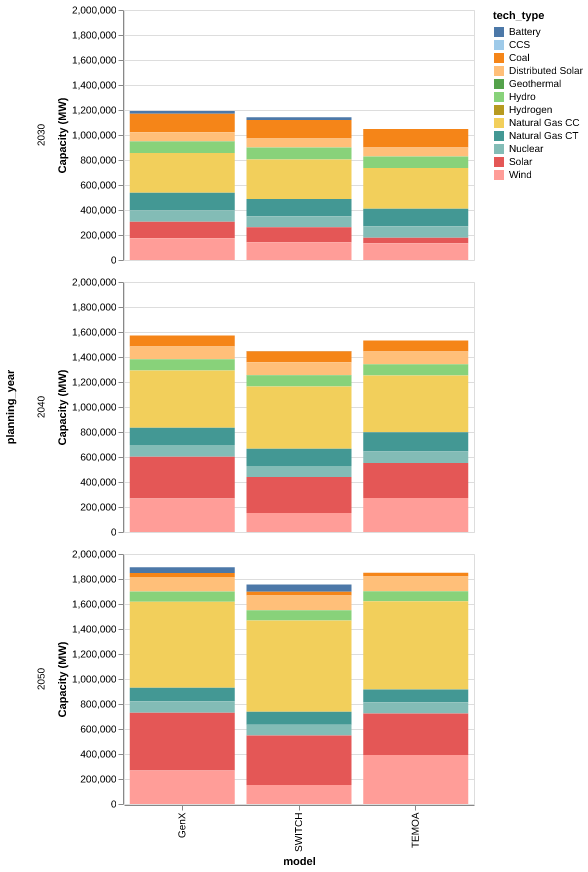 tech_type
Battery
CCS
Coal
Distributed Solar
Geothermal
Hydro
Hydrogen
Natural Gas CC
Natural Gas CT
Nuclear
Solar
Wind
planning_year
2030
Capacity (MW)
2,000,000
1,800,000
1,600,000
1,400,000
1,200,000
1,000,000
800,000
600,000
400,000
200,000
0
2040
Capacity (MW)
2,000,000
1,800,000
1,600,000
1,400,000
1,200,000
1,000,000
800,000
600,000
400,000
200,000
0
2050
Capacity (MW)
2,000,000
1,800,000
1,600,000
1,400,000
1,200,000
1,000,000
800,000
600,000
400,000
200,000
0
GenX
SWITCH
TEMOA
model